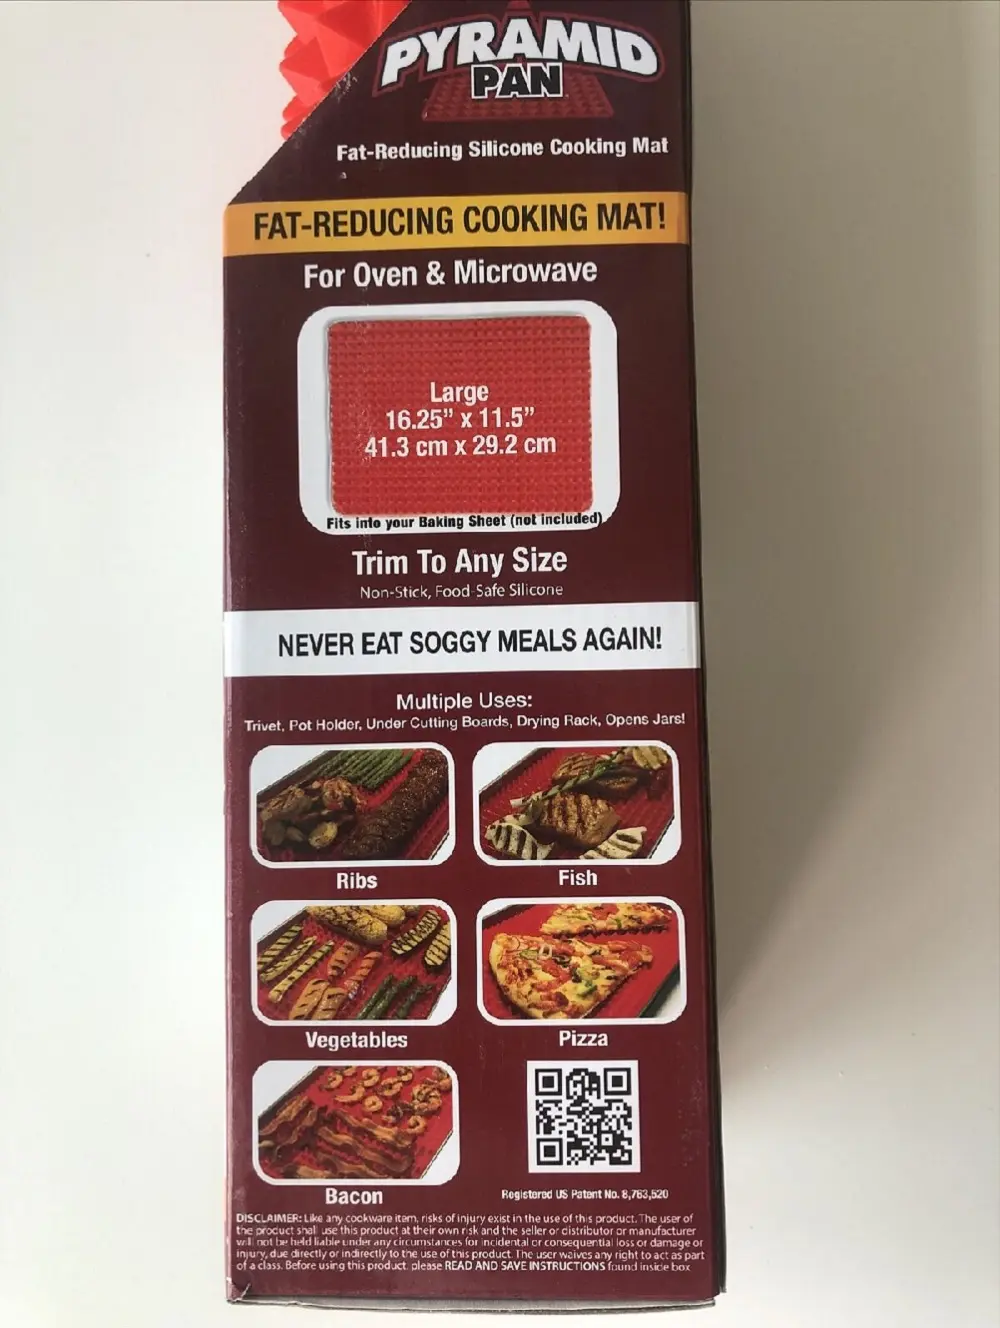 PYRAMID
PAN
Fat-Reducing Silicone Cooking Mat
FAT-REDUCING COOKING MAT!
For Oven & Microwave
Large
16.25” x 11.5”
41.3 cm x 29.2 cm
Fits into your Baking Sheet (not included)
Trim To Any Size
Non-Stick, Food-Safe Silicone
NEVER EAT SOGGY MEALS AGAIN!
Multiple Uses:
Trivet, Pot Holder, Under Cutting Boards, Drying Rack, Opens Jars!
Ribs
Fish
Vegetables
Pizza
Bacon
Registered US Patent No. 8,763,520
DISCLAIMER: Like any cookware item, risks of injury exist in the use of this product. The user of
the product shall use this product at their own risk and the seller or distributor or manufacturer
will not be held liable under any circumstances for incidental or consequential loss or damage or
injury, due directly or indirectly to the use of this product. The user waives any right to act as part
of a class. Before using this product, please READ AND SAVE INSTRUCTIONS found inside box